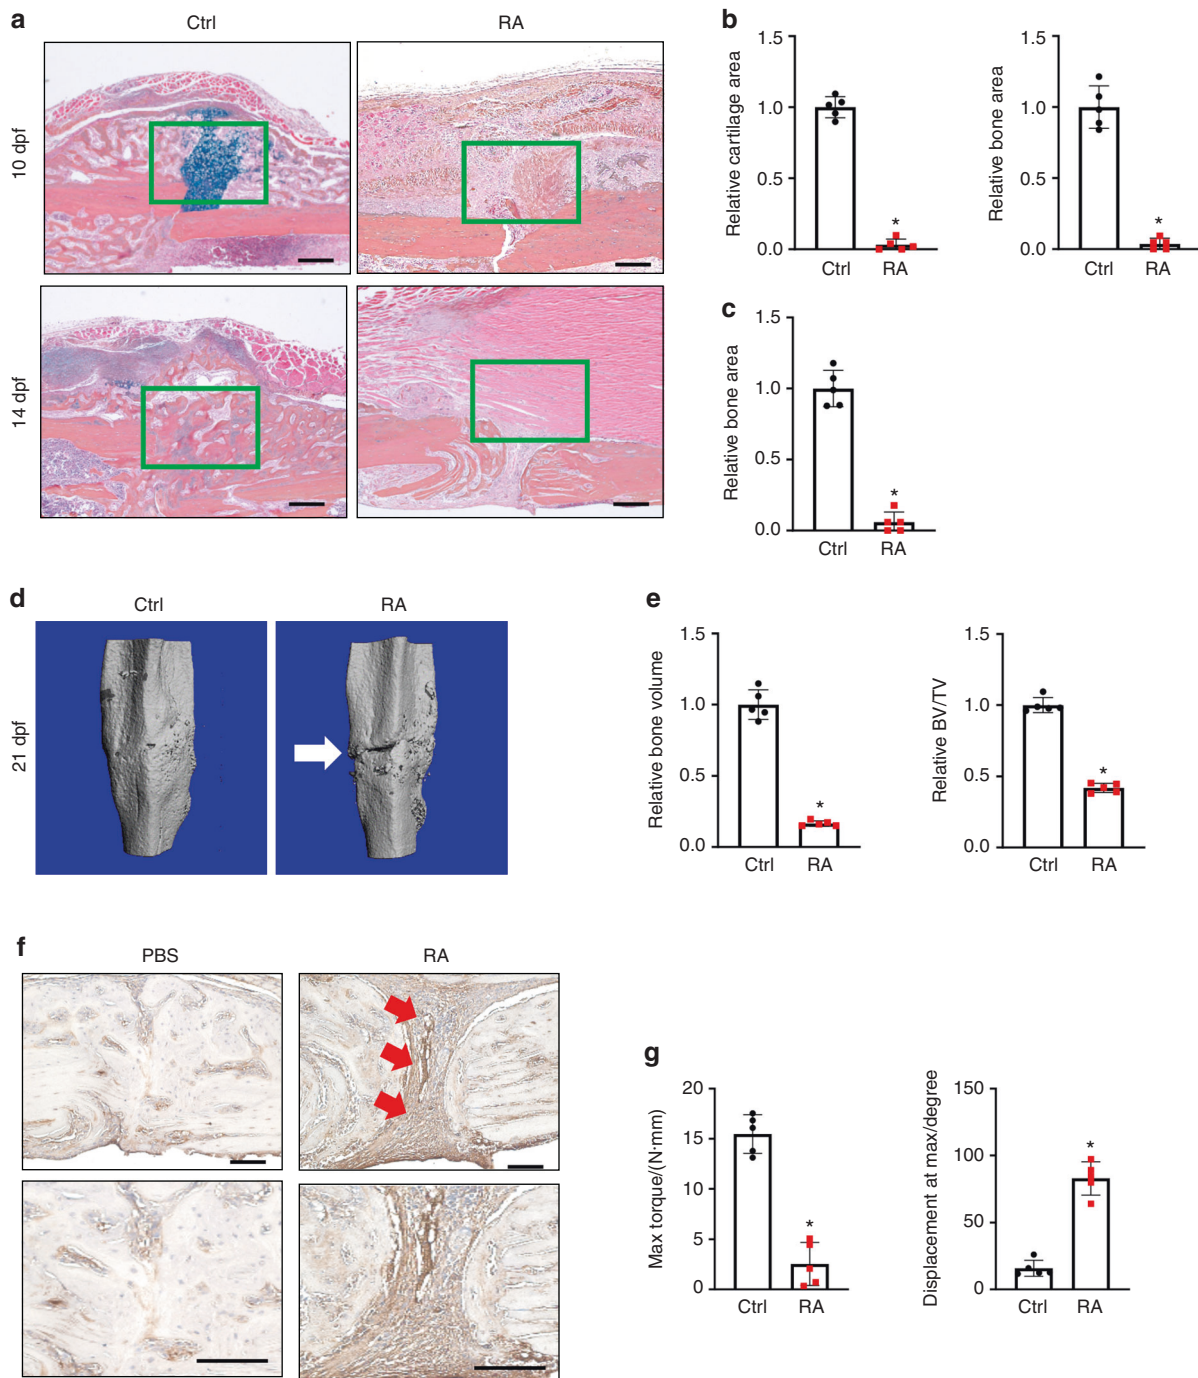 a
Ctrl
RA
10 dpf
14 dpf
b
Relative cartilage area
1.5
1.0
0.5
0.0
*
Ctrl
RA
Relative bone area
1.5
1.0
0.5
0.0
*
Ctrl
RA
c
Relative bone area
1.5
1.0
0.5
0.0
*
Ctrl
RA
d
Ctrl
RA
21 dpf
e
Relative bone volume
1.5
1.0
0.5
0.0
*
Ctrl
RA
Relative BV/TV
1.5
1.0
0.5
0.0
*
Ctrl
RA
f
PBS
RA
g
Max torque/(N·mm)
20
15
10
5
0
*
Ctrl
RA
Displacement at max/degree
150
100
50
0
*
Ctrl
RA